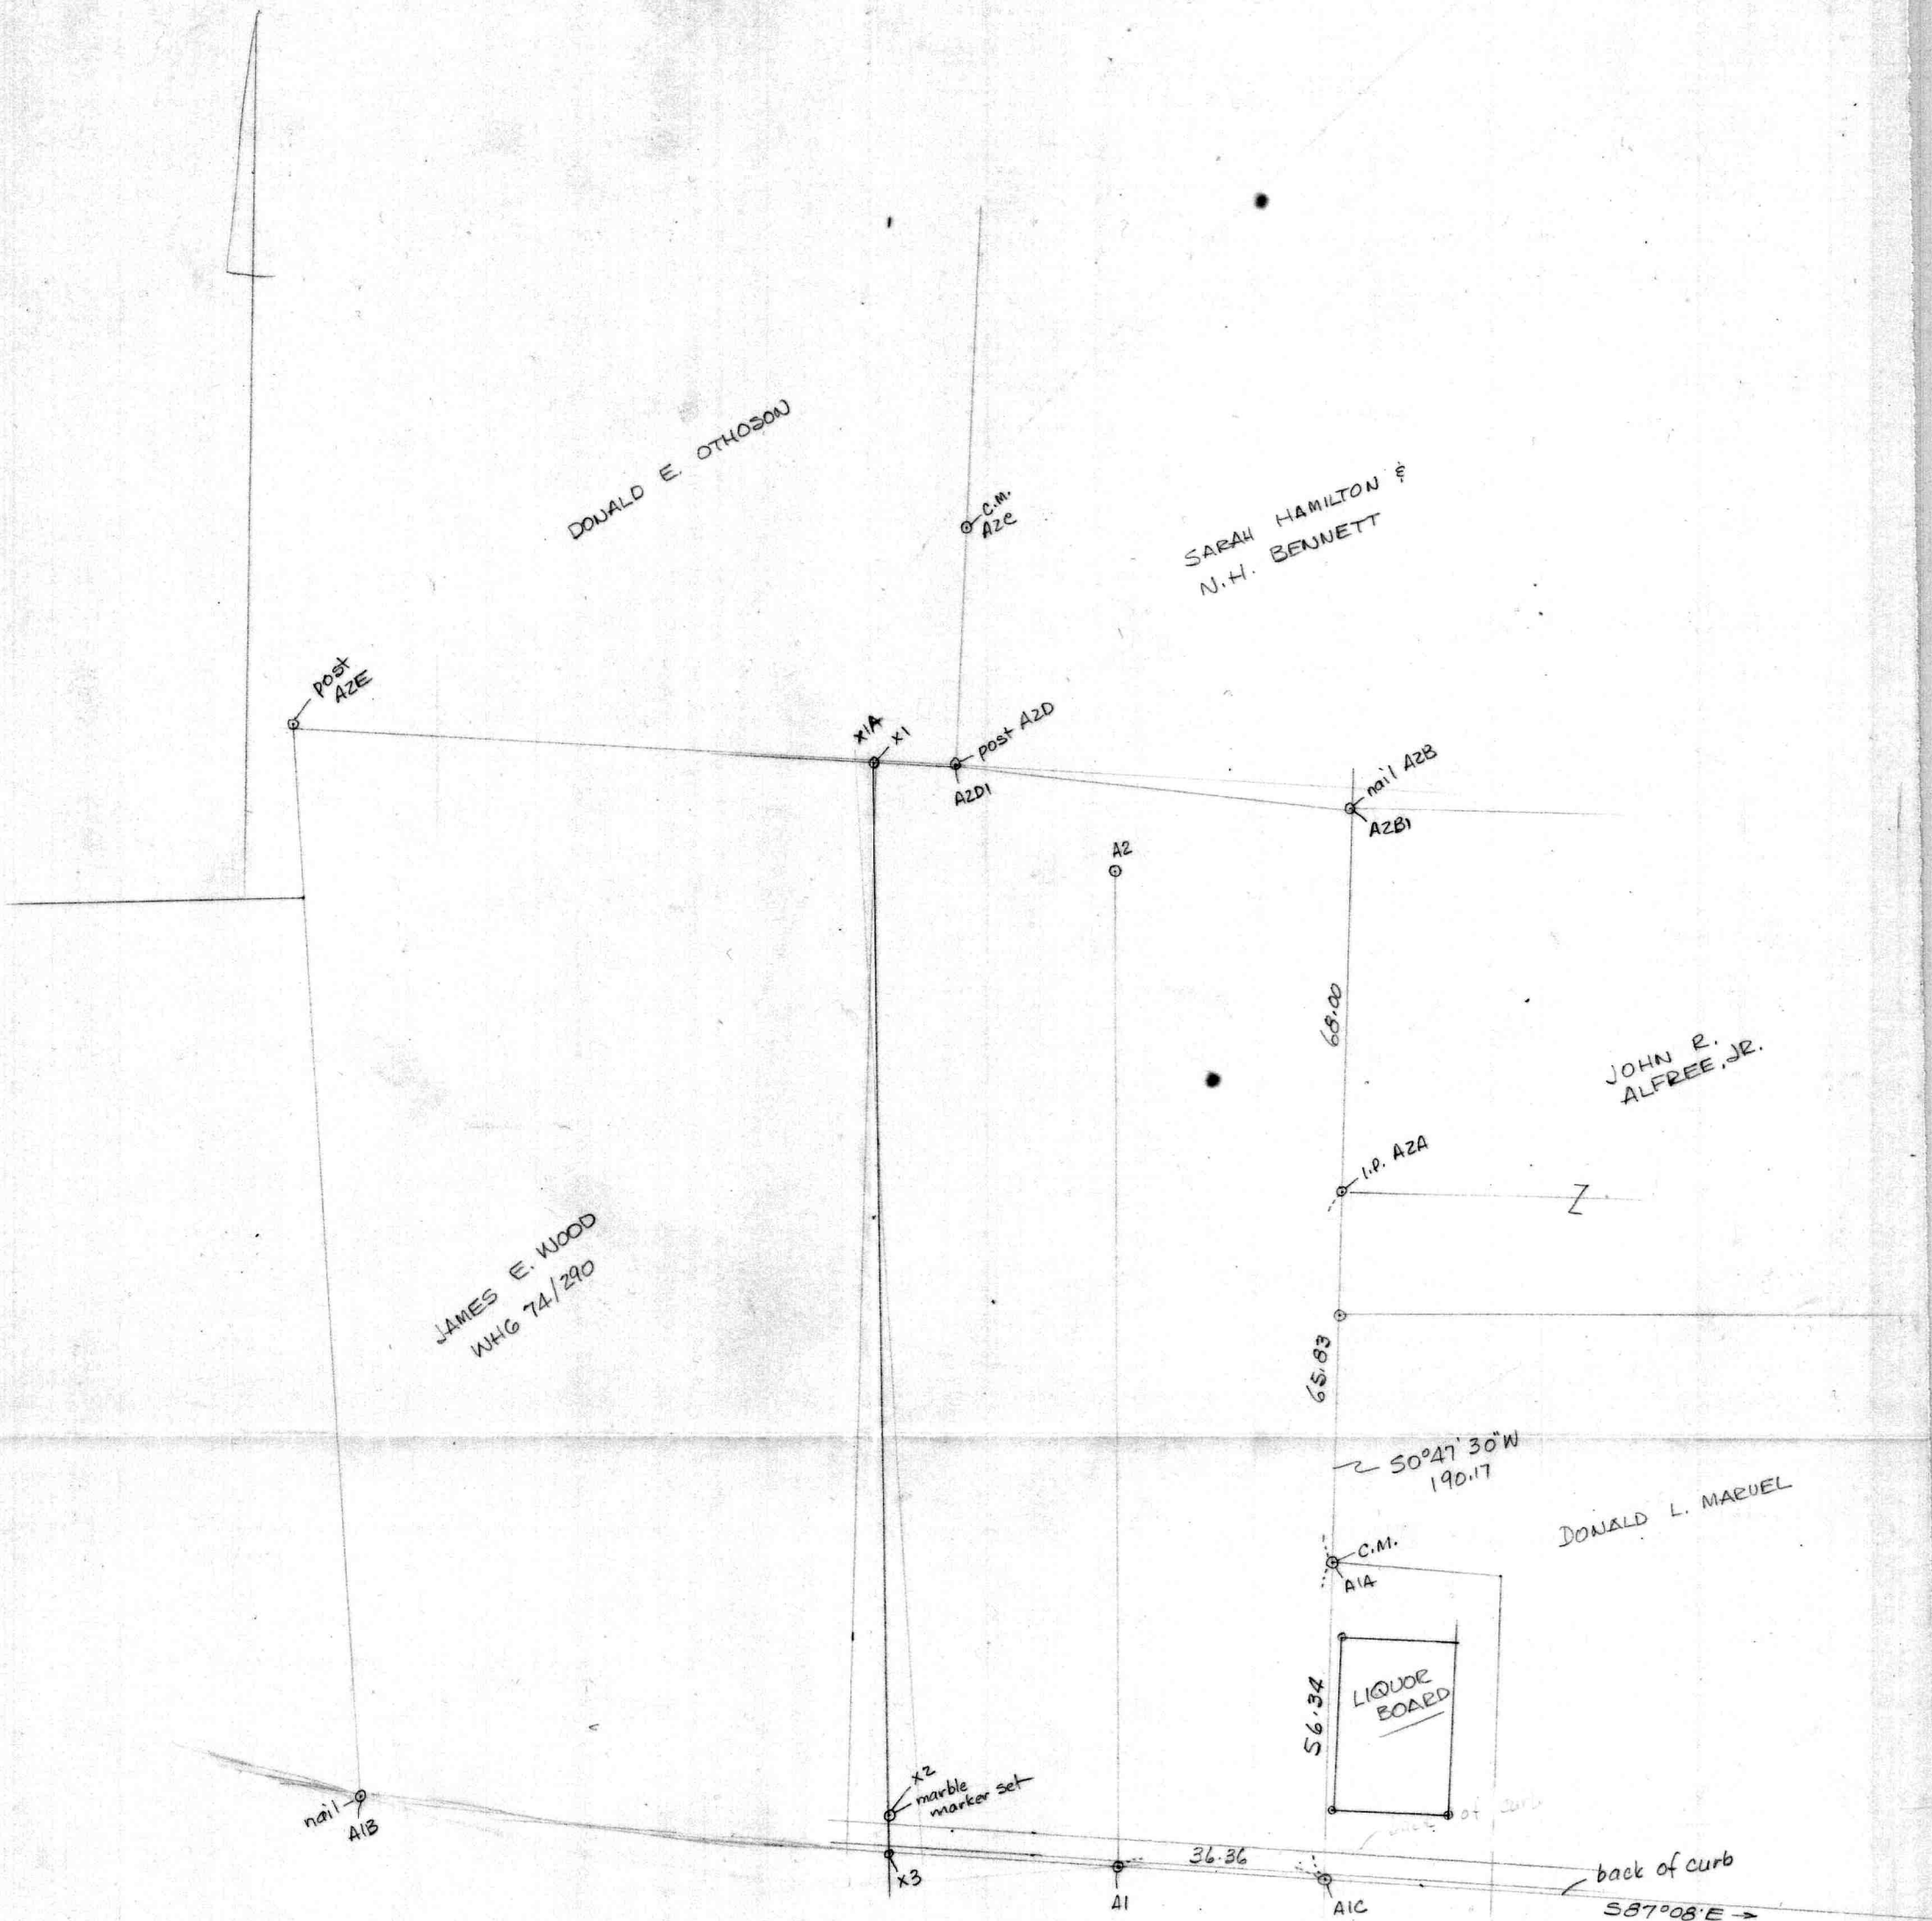 DONALD E. OTHOSON
C.M.
A2C
SARAH HAMILTON &
N.H. BENNETT
post
A2E
X1A
X1
post A2D
A2D1
nail A2B
A2B1
A2
68.00
JOHN R.
ALFREE, JR.
I.P. A2A
Z
JAMES E. WOOD
WHG 74/290
65.83
S0°47'30"W
190.17
DONALD L. MARVEL
C.M.
A1A
LIQUOR
BOARD
56.34
X2
marble
marker set
nail
A1B
of curb
36.36
back of curb
X3
A1
A1C
S87°08'E →